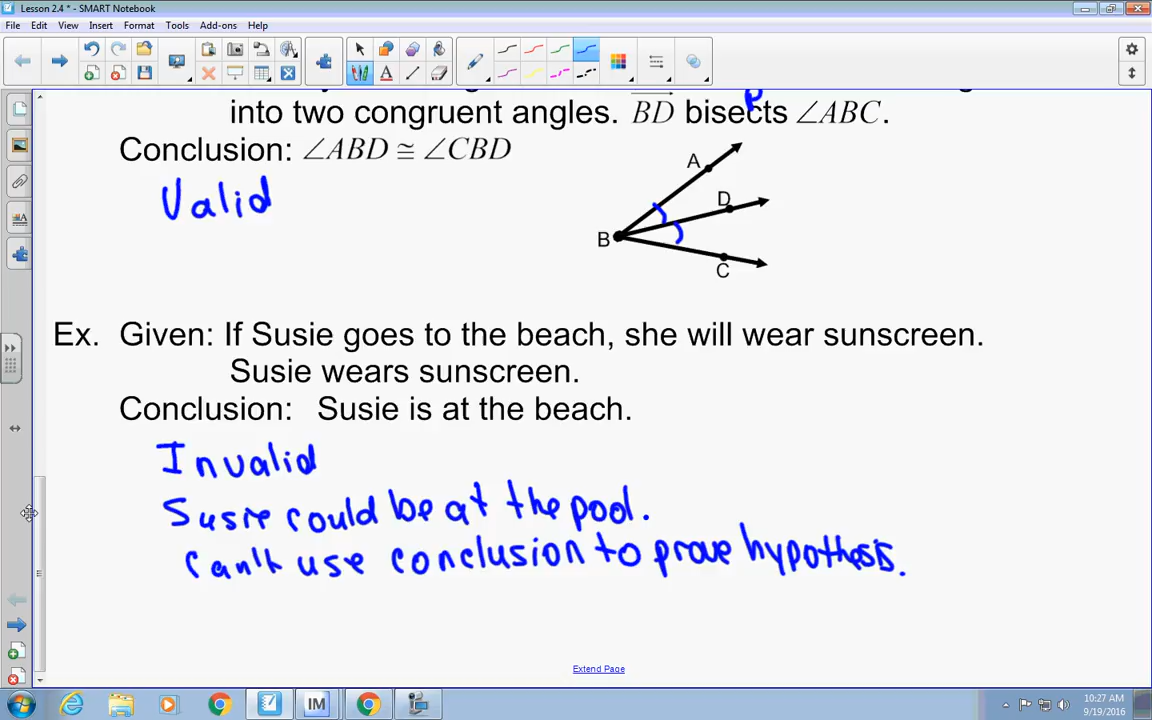 Lesson 2.4 * - SMART Notebook
File Edit View Insert Format Tools Add-ons Help
into two congruent angles. BD bisects ∠ABC.
Conclusion: ∠ABD ≅ ∠CBD
Valid
A
D
B
C
Ex. Given: If Susie goes to the beach, she will wear sunscreen.
Susie wears sunscreen.
Conclusion: Susie is at the beach.
Invalid
Susie could be at the pool.
Can't use conclusion to prove hypothesis.
Extend Page
IM
10:27 AM
9/19/2016